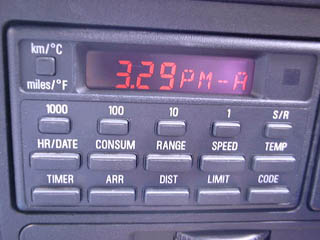 km/°C
miles/°F
3.29PM-A
1000 100 10 1 S/R
HR/DATE CONSUM RANGE SPEED TEMP
TIMER ARR DIST LIMIT CODE